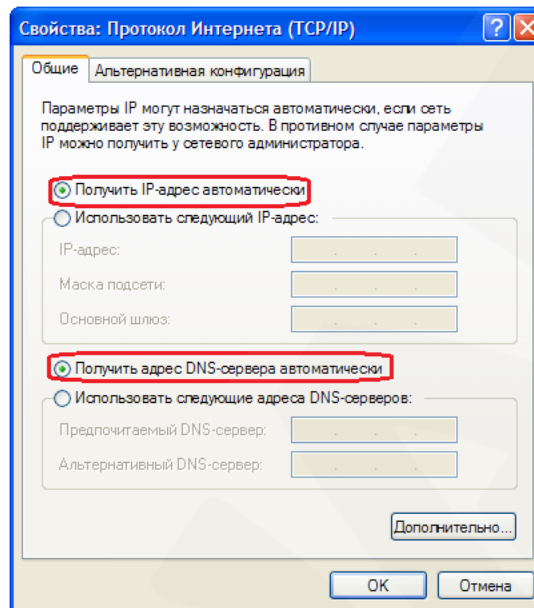 Свойства: Протокол Интернета (TCP/IP)
Общие
Альтернативная конфигурация
Параметры IP могут назначаться автоматически, если сеть
поддерживает эту возможность. В противном случае параметры
IP можно получить у сетевого администратора.
Получить IP-адрес автоматически
Использовать следующий IP-адрес:
IP-адрес:
Маска подсети:
Основной шлюз:
Получить адрес DNS-сервера автоматически
Использовать следующие адреса DNS-серверов:
Предпочитаемый DNS-сервер:
Альтернативный DNS-сервер:
Дополнительно...
OK
Отмена